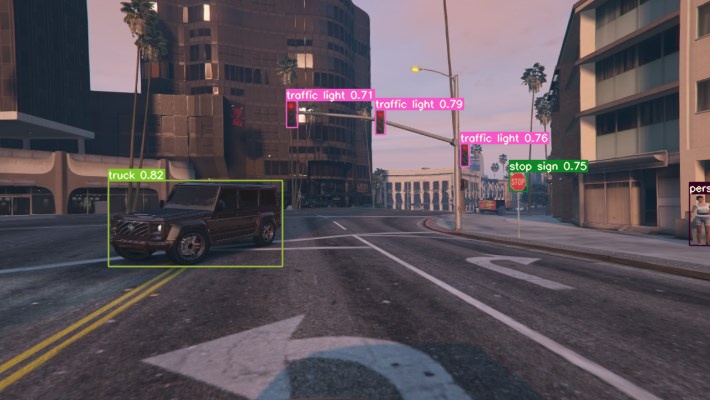 traffic light 0.71
traffic light 0.79
traffic light 0.76
stop sign 0.75
truck 0.82
STOP
pers